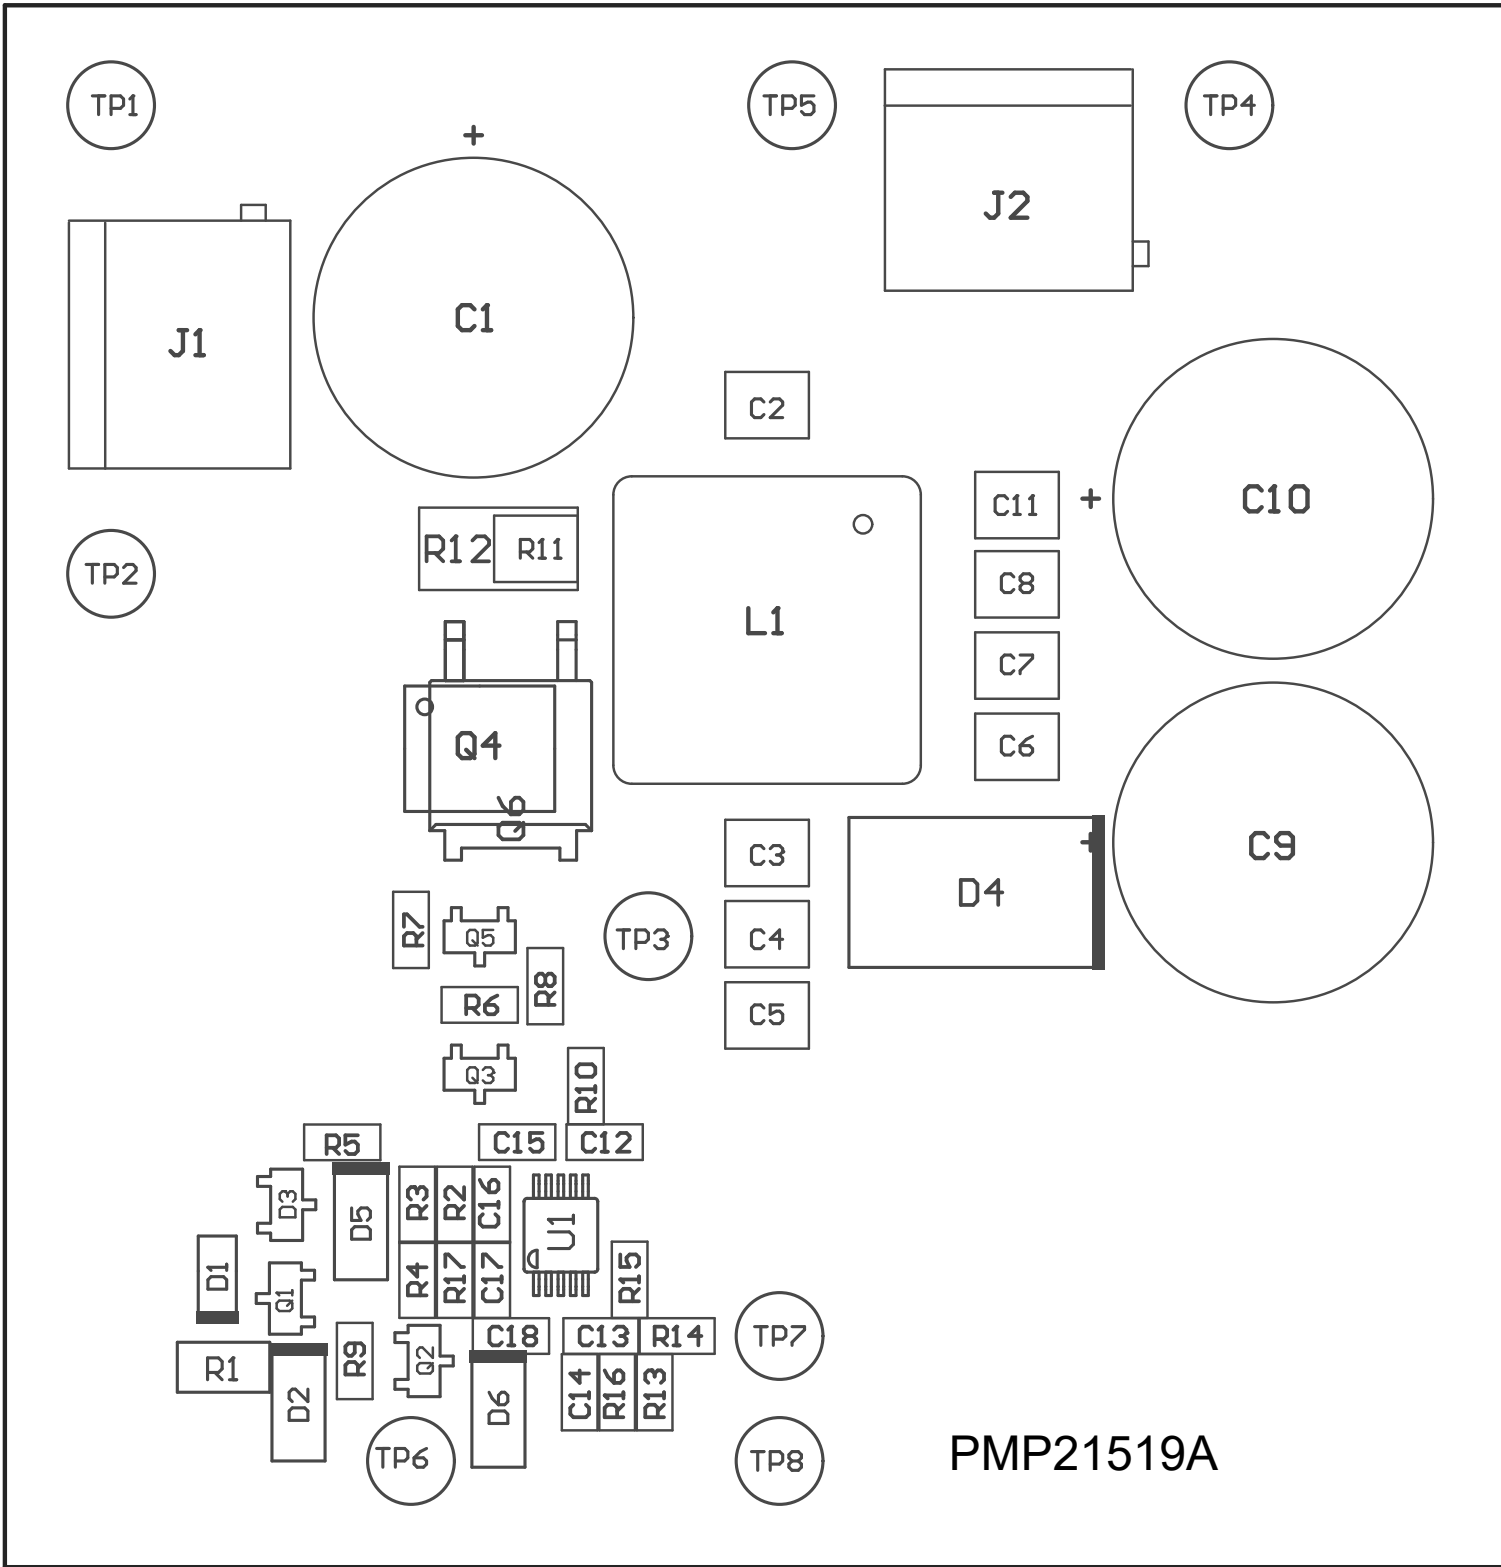 TP1
TP5
TP4
+
J2
C1
J1
C2
C11
+
C10
R12
R11
TP2
C8
L1
C7
Q4
C6
Q6
C3
+
C9
D4
R7
Q5
TP3
C4
R8
R6
C5
Q3
R10
R5
C15
C12
D3
D5
R3
R2
C16
U1
D1
Q1
R4
R17
C17
R15
C18
C13
R14
TP7
R1
D2
R9
Q2
D6
C14
R16
R13
TP6
TP8
PMP21519A